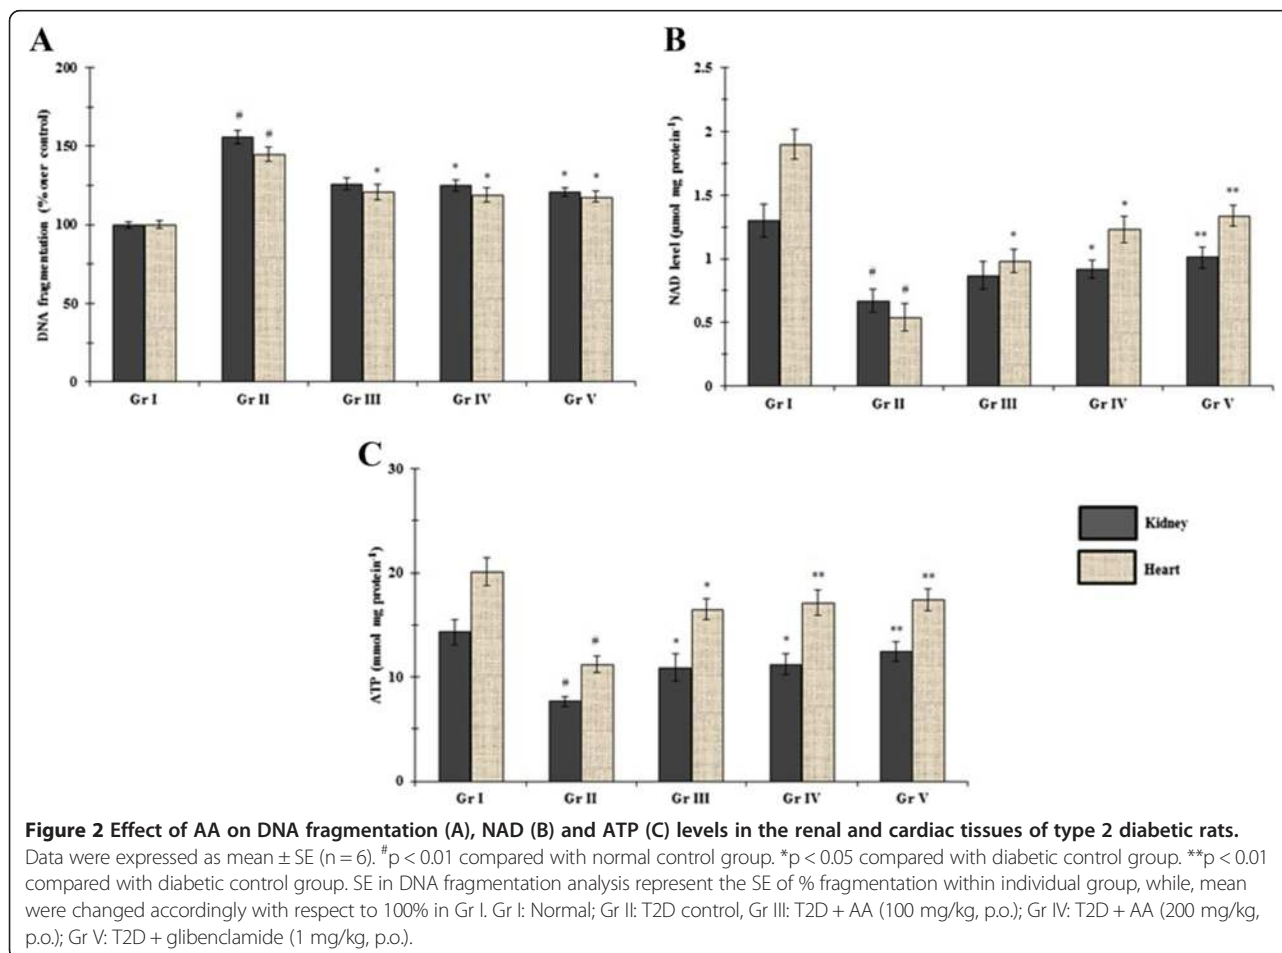 A
B
200
150
100
50
0
DNA fragmentation (% over control)
# # * * * * *
Gr I Gr II Gr III Gr IV Gr V
2.5
2
1.5
1
0.5
0
NAD level (µmol mg protein⁻¹)
# # * * * ** **
Gr I Gr II Gr III Gr IV Gr V
C
30
20
10
0
ATP (mmol mg protein⁻¹)
# # * * * ** ** **
Gr I Gr II Gr III Gr IV Gr V
Kidney
Heart
Figure 2 Effect of AA on DNA fragmentation (A), NAD (B) and ATP (C) levels in the renal and cardiac tissues of type 2 diabetic rats.
Data were expressed as mean ± SE (n = 6). #p < 0.01 compared with normal control group. *p < 0.05 compared with diabetic control group. **p < 0.01
compared with diabetic control group. SE in DNA fragmentation analysis represent the SE of % fragmentation within individual group, while, mean
were changed accordingly with respect to 100% in Gr I. Gr I: Normal; Gr II: T2D control, Gr III: T2D + AA (100 mg/kg, p.o.); Gr IV: T2D + AA (200 mg/kg,
p.o.); Gr V: T2D + glibenclamide (1 mg/kg, p.o.).